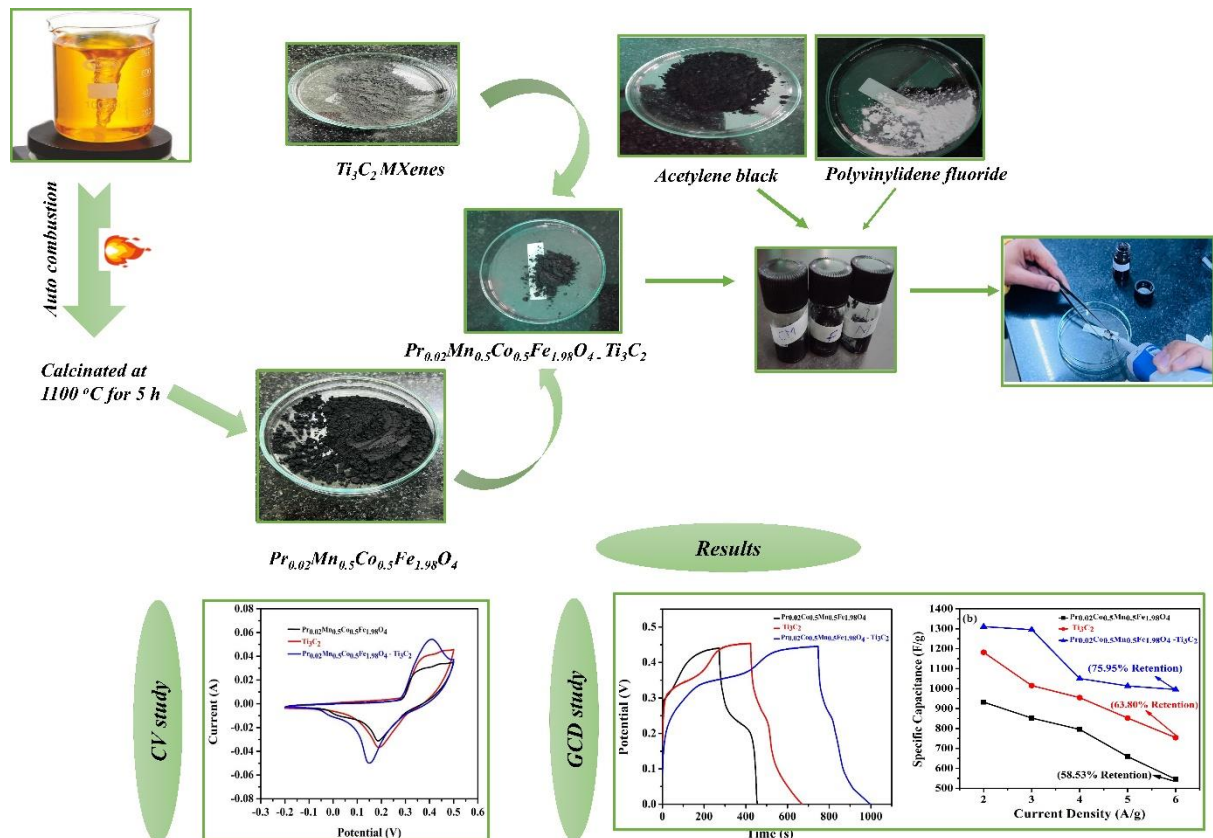 Ti₃C₂ MXenes
Acetylene black
Polyvinylidene fluoride
Auto combustion
Pr₀.₀₂Mn₀.₅Co₀.₅Fe₁.₉₈O₄ - Ti₃C₂
Calcinated at
1100 °C for 5 h
Pr₀.₀₂Mn₀.₅Co₀.₅Fe₁.₉₈O₄
Results
CV study
Current (A)
0.08
0.06
0.04
0.02
0.00
-0.02
-0.04
-0.06
-0.08
Pr₀.₀₂Mn₀.₅Co₀.₅Fe₁.₉₈O₄
Ti₃C₂
Pr₀.₀₂Mn₀.₅Co₀.₅Fe₁.₉₈O₄ - Ti₃C₂
-0.3 -0.2 -0.1 0.0 0.1 0.2 0.3 0.4 0.5 0.6
Potential (V)
GCD study
Potential (V)
0.5
0.4
0.3
0.2
0.1
0.0
Pr₀.₀₂Co₀.₅Mn₀.₅Fe₁.₉₈O₄
Ti₃C₂
Pr₀.₀₂Co₀.₅Mn₀.₅Fe₁.₉₈O₄ - Ti₃C₂
0 200 400 600 800 1000
Time (s)
Specific Capacitance (F/g)
1400
1300
1200
1100
1000
900
800
700
600
500
(b)
Pr₀.₀₂Co₀.₅Mn₀.₅Fe₁.₉₈O₄
Ti₃C₂
Pr₀.₀₂Co₀.₅Mn₀.₅Fe₁.₉₈O₄ -Ti₃C₂
(75.95% Retention)
(63.80% Retention)
(58.53% Retention)
2 3 4 5 6
Current Density (A/g)